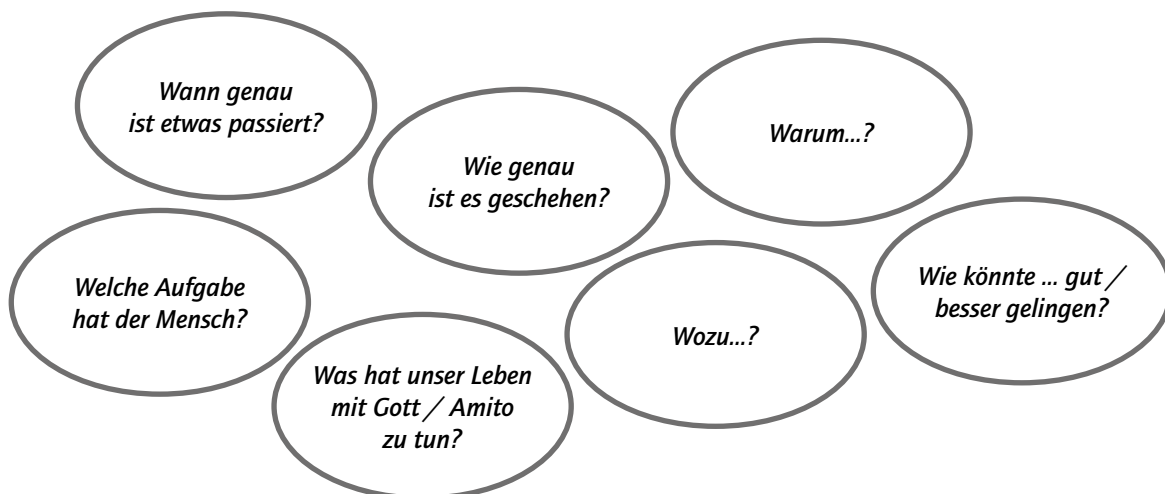 Wann genau
ist etwas passiert?
Wie genau
ist es geschehen?
Warum...?
Welche Aufgabe
hat der Mensch?
Was hat unser Leben
mit Gott / Amito
zu tun?
Wozu...?
Wie könnte ... gut /
besser gelingen?